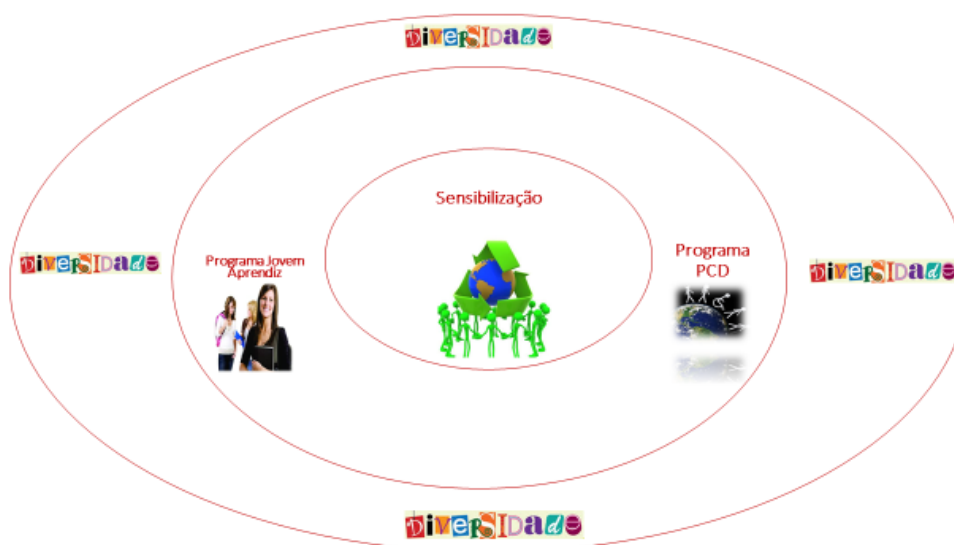 DiversIdade
Sensibilização
Programa Jovem
Aprendiz
Programa
PCD
DiversIdade
DiversIdade
DiversIdade